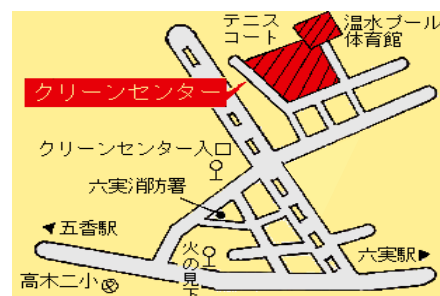 テニス
コート
温水プール
体育館
クリーンセンター
クリーンセンター入口
六実消防署
五香駅
火の見下
六実駅
高木二小